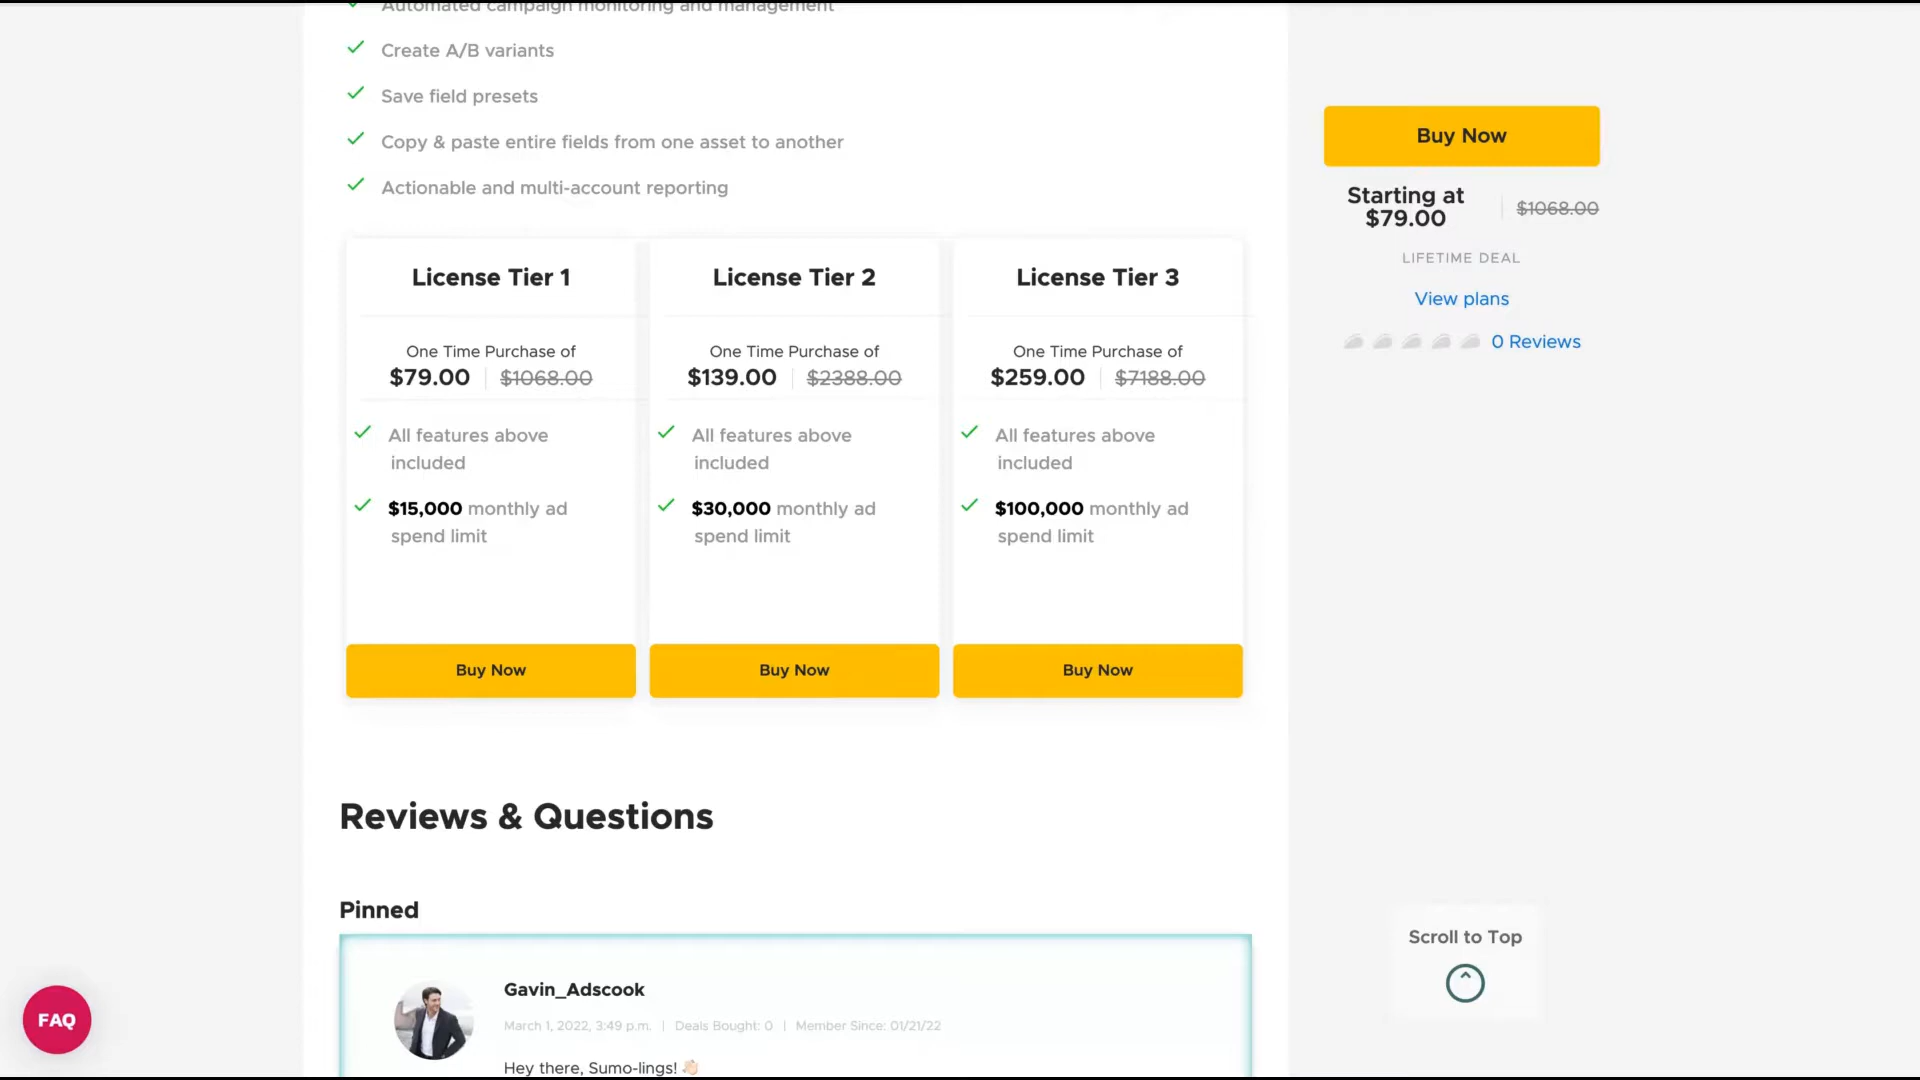 Automated campaign monitoring and management
Create A/B variants
Save field presets
Copy & paste entire fields from one asset to another
Actionable and multi-account reporting
Buy Now
Starting at
$79.00
$1068.00
LIFETIME DEAL
View plans
0 Reviews
License Tier 1
One Time Purchase of
$79.00 $1068.00
All features above
included
$15,000 monthly ad
spend limit
Buy Now
License Tier 2
One Time Purchase of
$139.00 $2388.00
All features above
included
$30,000 monthly ad
spend limit
Buy Now
License Tier 3
One Time Purchase of
$259.00 $7188.00
All features above
included
$100,000 monthly ad
spend limit
Buy Now
Reviews & Questions
Pinned
Gavin_Adscook
March 1, 2022, 3:49 p.m. | Deals Bought: 0 | Member Since: 01/21/22
Hey there, Sumo-lings! 👋🏻
Scroll to Top
FAQ